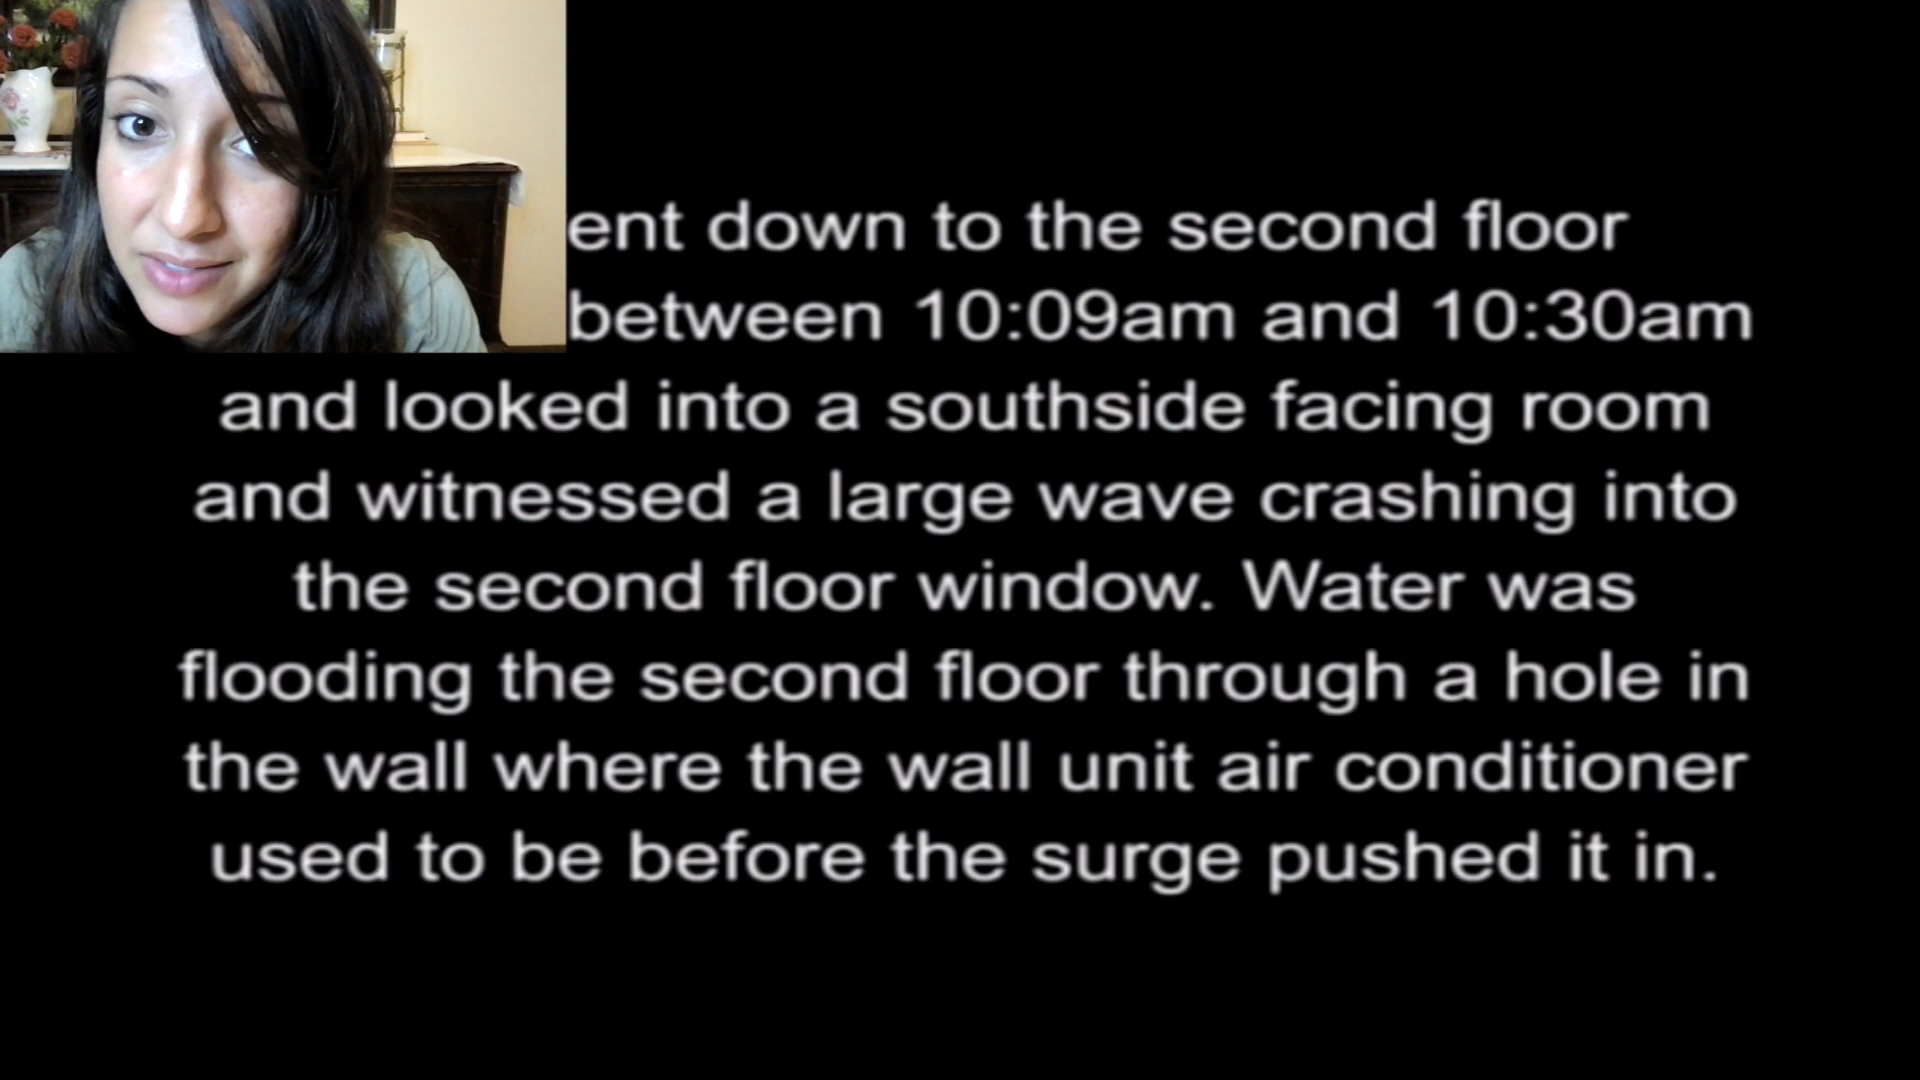 down to the second floor
between 10:09am and 10:30am
and looked into a southside facing room
and witnessed a large wave crashing into
the second floor window. Water was
flooding the second floor through a hole in
the wall where the wall unit air conditioner
used to be before the surge pushed it in.